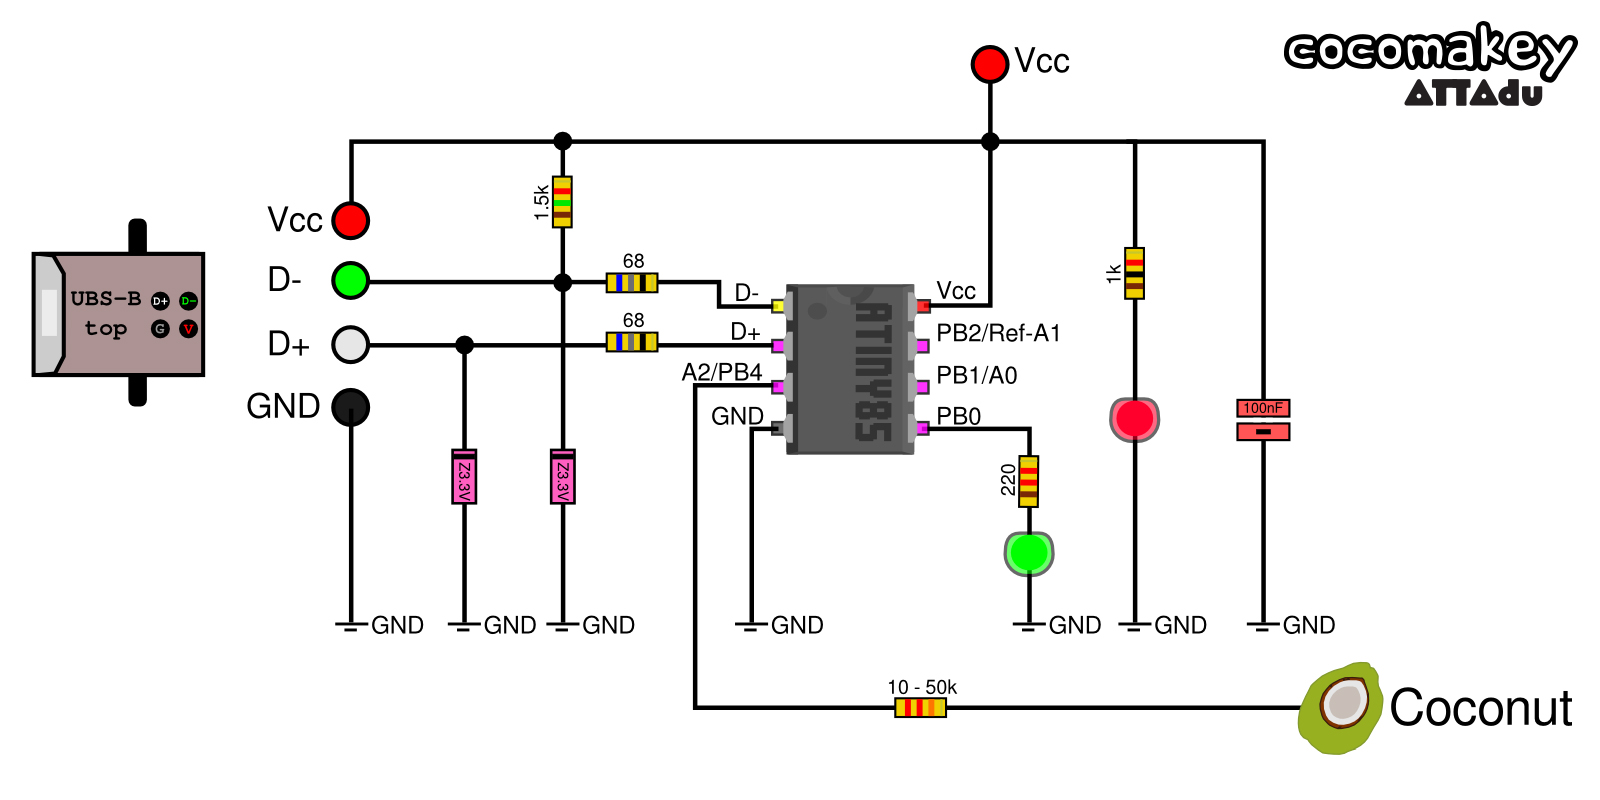 cocomakey
ATTAdu
Vcc
Vcc
D-
D+
GND
UBS-B
top
D+
D-
G
V
1.5k
68
68
Z3.3V
Z3.3V
D-
D+
A2/PB4
GND
ATTINY85
Vcc
PB2/Ref-A1
PB1/A0
PB0
220
1k
100nF
GND
GND
GND
GND
GND
GND
GND
10 - 50k
Coconut